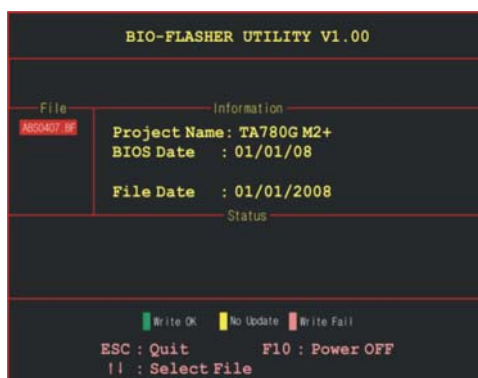 BIO-FLASHER UTILITY V1.00
File
Information
A8S0407.BF
Project Name: TA780G M2+
BIOS Date : 01/01/08
File Date : 01/01/2008
Status
Write OK No Update Write Fail
ESC : Quit F10 : Power OFF
↑↓ : Select File